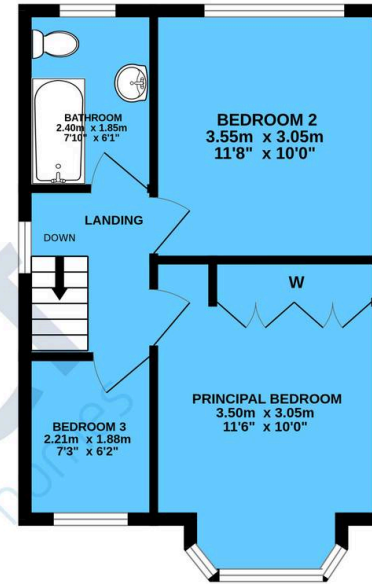 BATHROOM
2.40m x 1.85m
7'10" x 6'1"
BEDROOM 2
3.55m x 3.05m
11'8" x 10'0"
LANDING
DOWN
W
PRINCIPAL BEDROOM
3.50m x 3.05m
11'6" x 10'0"
BEDROOM 3
2.21m x 1.88m
7'3" x 6'2"
homes